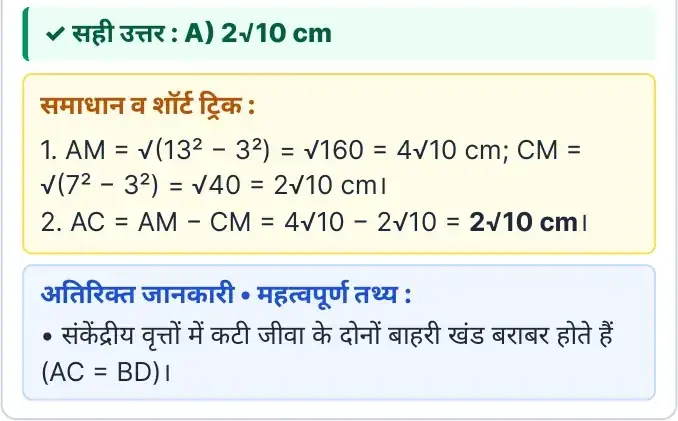 ✓ सही उत्तर : A) 2√10 cm
समाधान व शॉर्ट ट्रिक :
1. AM = √(13² − 3²) = √160 = 4√10 cm; CM =
√(7² − 3²) = √40 = 2√10 cm।
2. AC = AM − CM = 4√10 − 2√10 = 2√10 cm।
अतिरिक्त जानकारी • महत्वपूर्ण तथ्य :
• संकेंद्रीय वृत्तों में कटी जीवा के दोनों बाहरी खंड बराबर होते हैं
(AC = BD)।